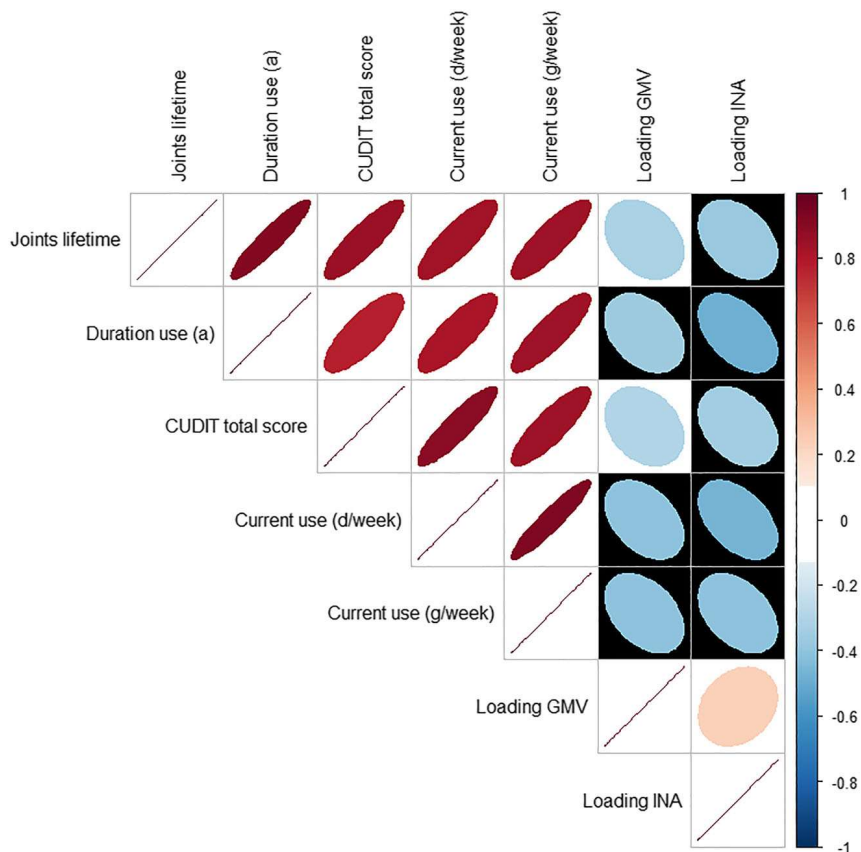 Joints lifetime
Duration use (a)
CUDIT total score
Current use (d/week)
Current use (g/week)
Loading GMV
Loading INA
Joints lifetime
Duration use (a)
CUDIT total score
Current use (d/week)
Current use (g/week)
Loading GMV
Loading INA
1
0.8
0.6
0.4
0.2
0
-0.2
-0.4
-0.6
-0.8
-1